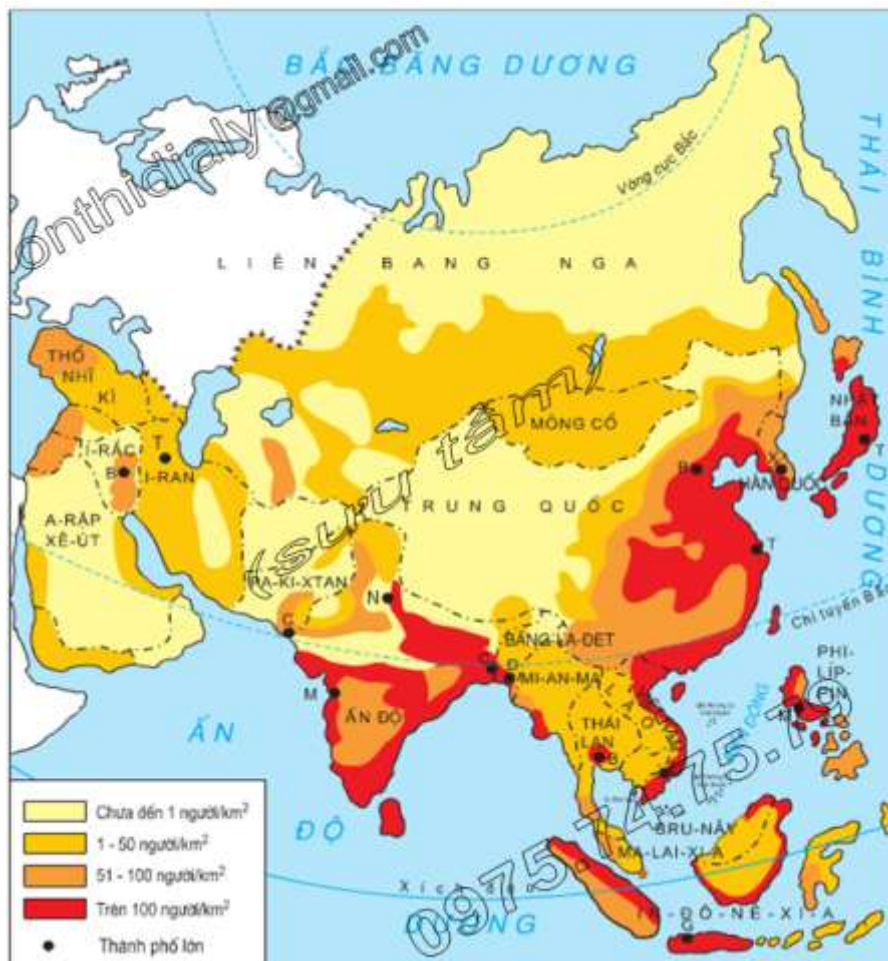 BẮC BĂNG DƯƠNG
onthidialy@gmail.com
Vòng cực Bắc
THÁI BÌNH DƯƠNG
LIÊN BANG NGA
THỔ
NHĨ
KÌ
MÔNG CỔ
NHẬT
BẢN
I-RẮC
T
B
I-RAN
B
X
T
HÀN QUỐC
(sưu tầm)
TRUNG QUỐC
A-RẬP
XÊ-ÚT
T
PA-KI-XTAN
N
Chí tuyến Bắc
C
BĂNG-LA-ĐET
C
Đ
MI-AN-MA
PHI-
LÍP-
PIN
M
ẤN ĐỘ
THÁI
LAN
B
M
ẤN
ĐỘ
DƯƠNG
BRU-NÂY
MA-LAI-XI-A
Xích đạo
IN-ĐÔ-NÊ-XI-A
G
0975.74.75.79
Chưa đến 1 người/km²
1 - 50 người/km²
51 - 100 người/km²
Trên 100 người/km²
Thành phố lớn